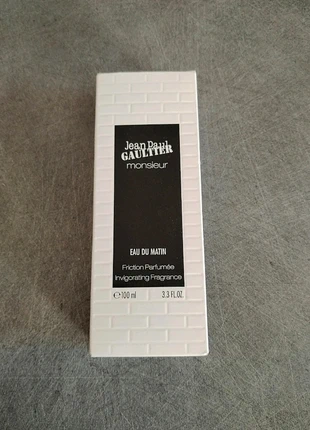 Jean Paul
GAULTIER
monsieur
EAU DU MATIN
Friction Parfumée
Invigorating Fragrance
℮100 ml 3.3 FL.OZ.